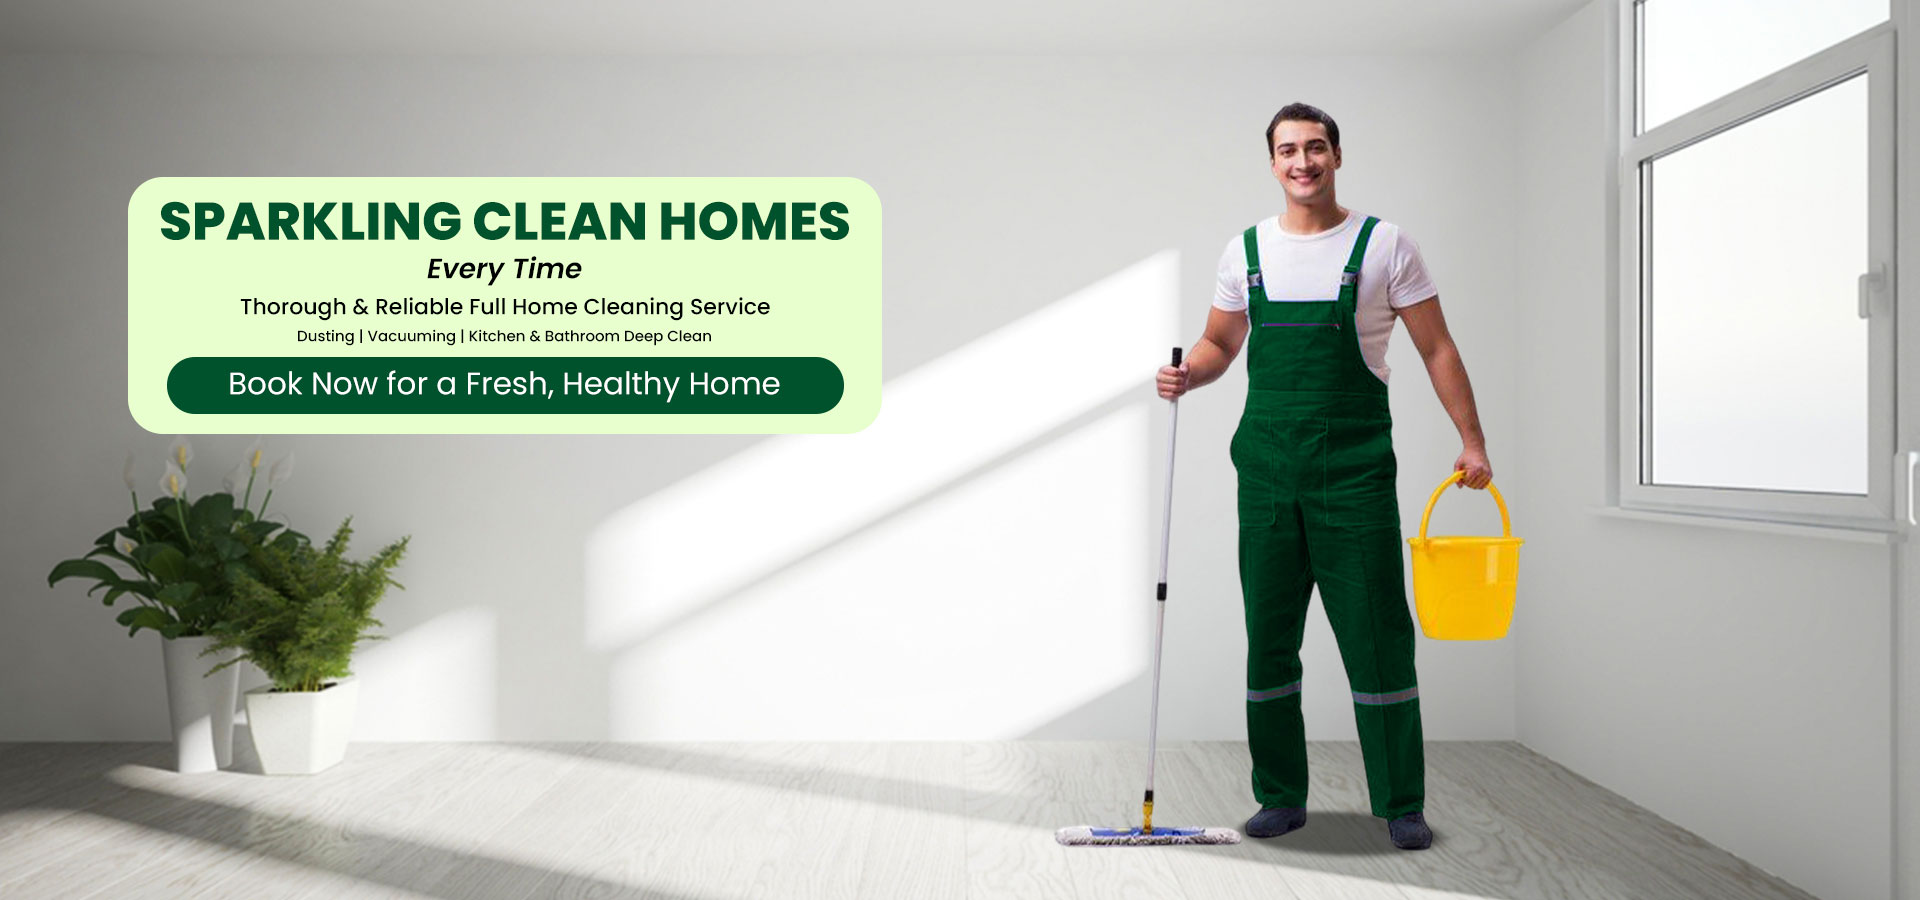 SPARKLING CLEAN HOMES
Every Time
Thorough & Reliable Full Home Cleaning Service
Dusting | Vacuuming | Kitchen & Bathroom Deep Clean
Book Now for a Fresh, Healthy Home